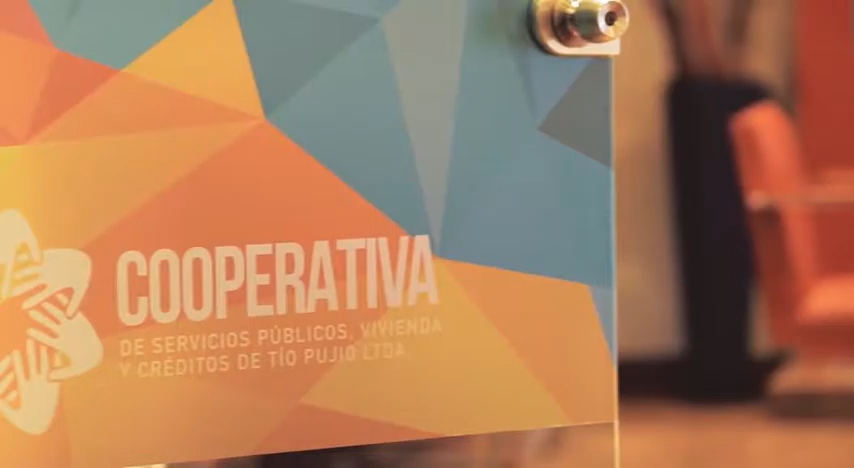 COOPERATIVA
DE SERVICIOS PÚBLICOS, VIVIENDA
Y CRÉDITOS DE TÍO PUJIO LTDA.